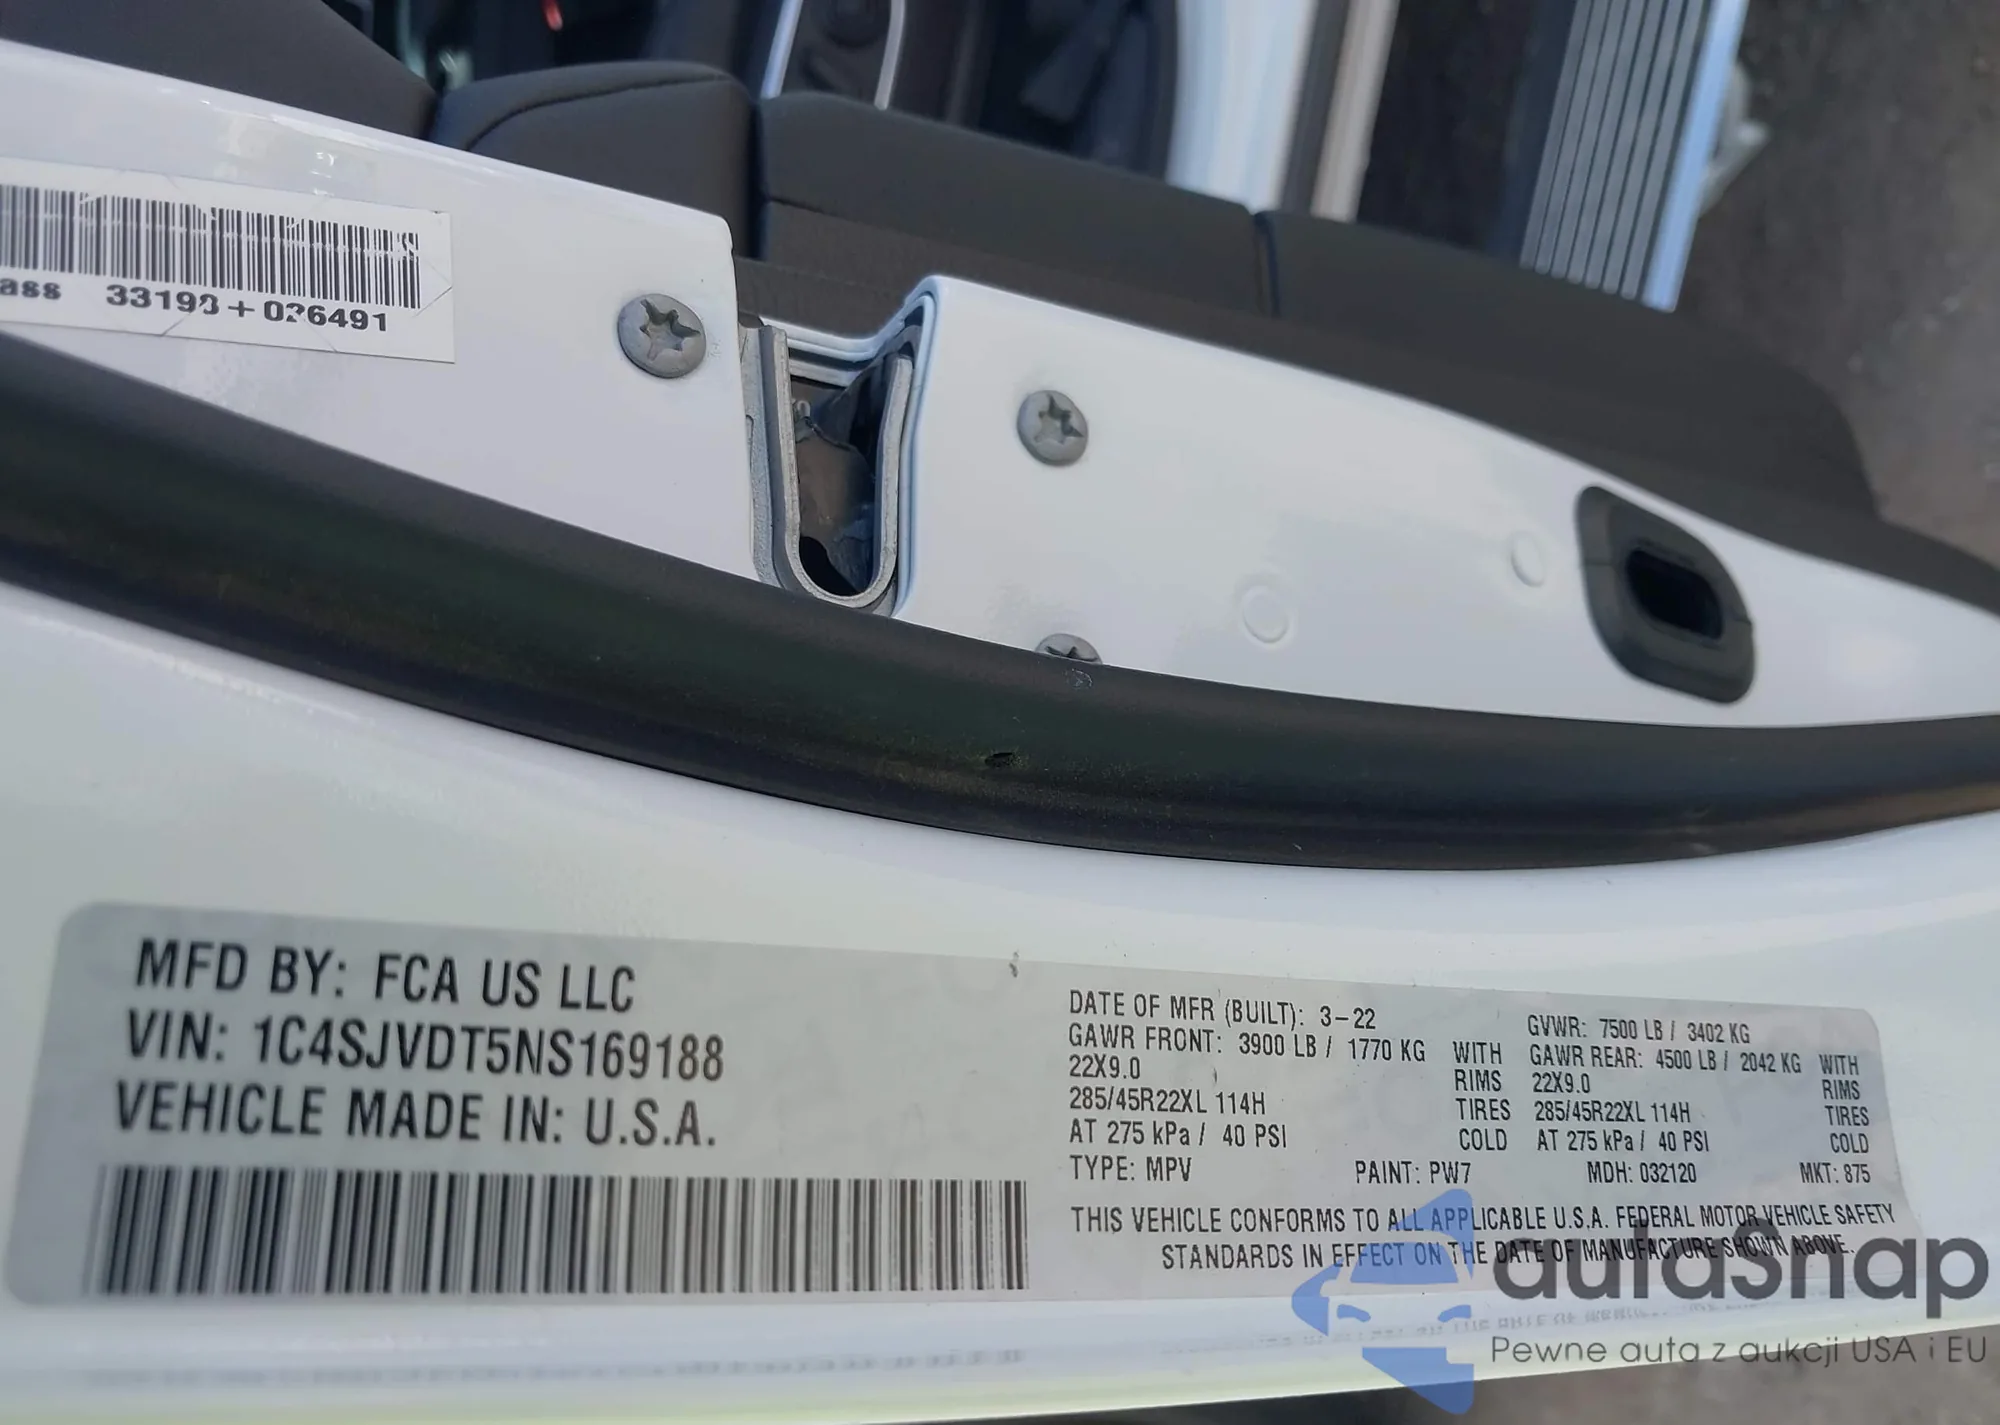 ass 33193+026491
MFD BY: FCA US LLC
VIN: 1C4SJVDT5NS169188
VEHICLE MADE IN: U.S.A.
DATE OF MFR (BUILT): 3-22 GVWR: 7500 LB / 3402 KG
GAWR FRONT: 3900 LB / 1770 KG WITH GAWR REAR: 4500 LB / 2042 KG WITH
22X9.0 RIMS 22X9.0 RIMS
285/45R22XL 114H TIRES 285/45R22XL 114H TIRES
AT 275 kPa / 40 PSI COLD AT 275 kPa / 40 PSI COLD
TYPE: MPV PAINT: PW7 MDH: 032120 MKT: 875
THIS VEHICLE CONFORMS TO ALL APPLICABLE U.S.A. FEDERAL MOTOR VEHICLE SAFETY
STANDARDS IN EFFECT ON THE DATE OF MANUFACTURE SHOWN ABOVE.
autaSnap
Pewne auta z aukcji USA i EU